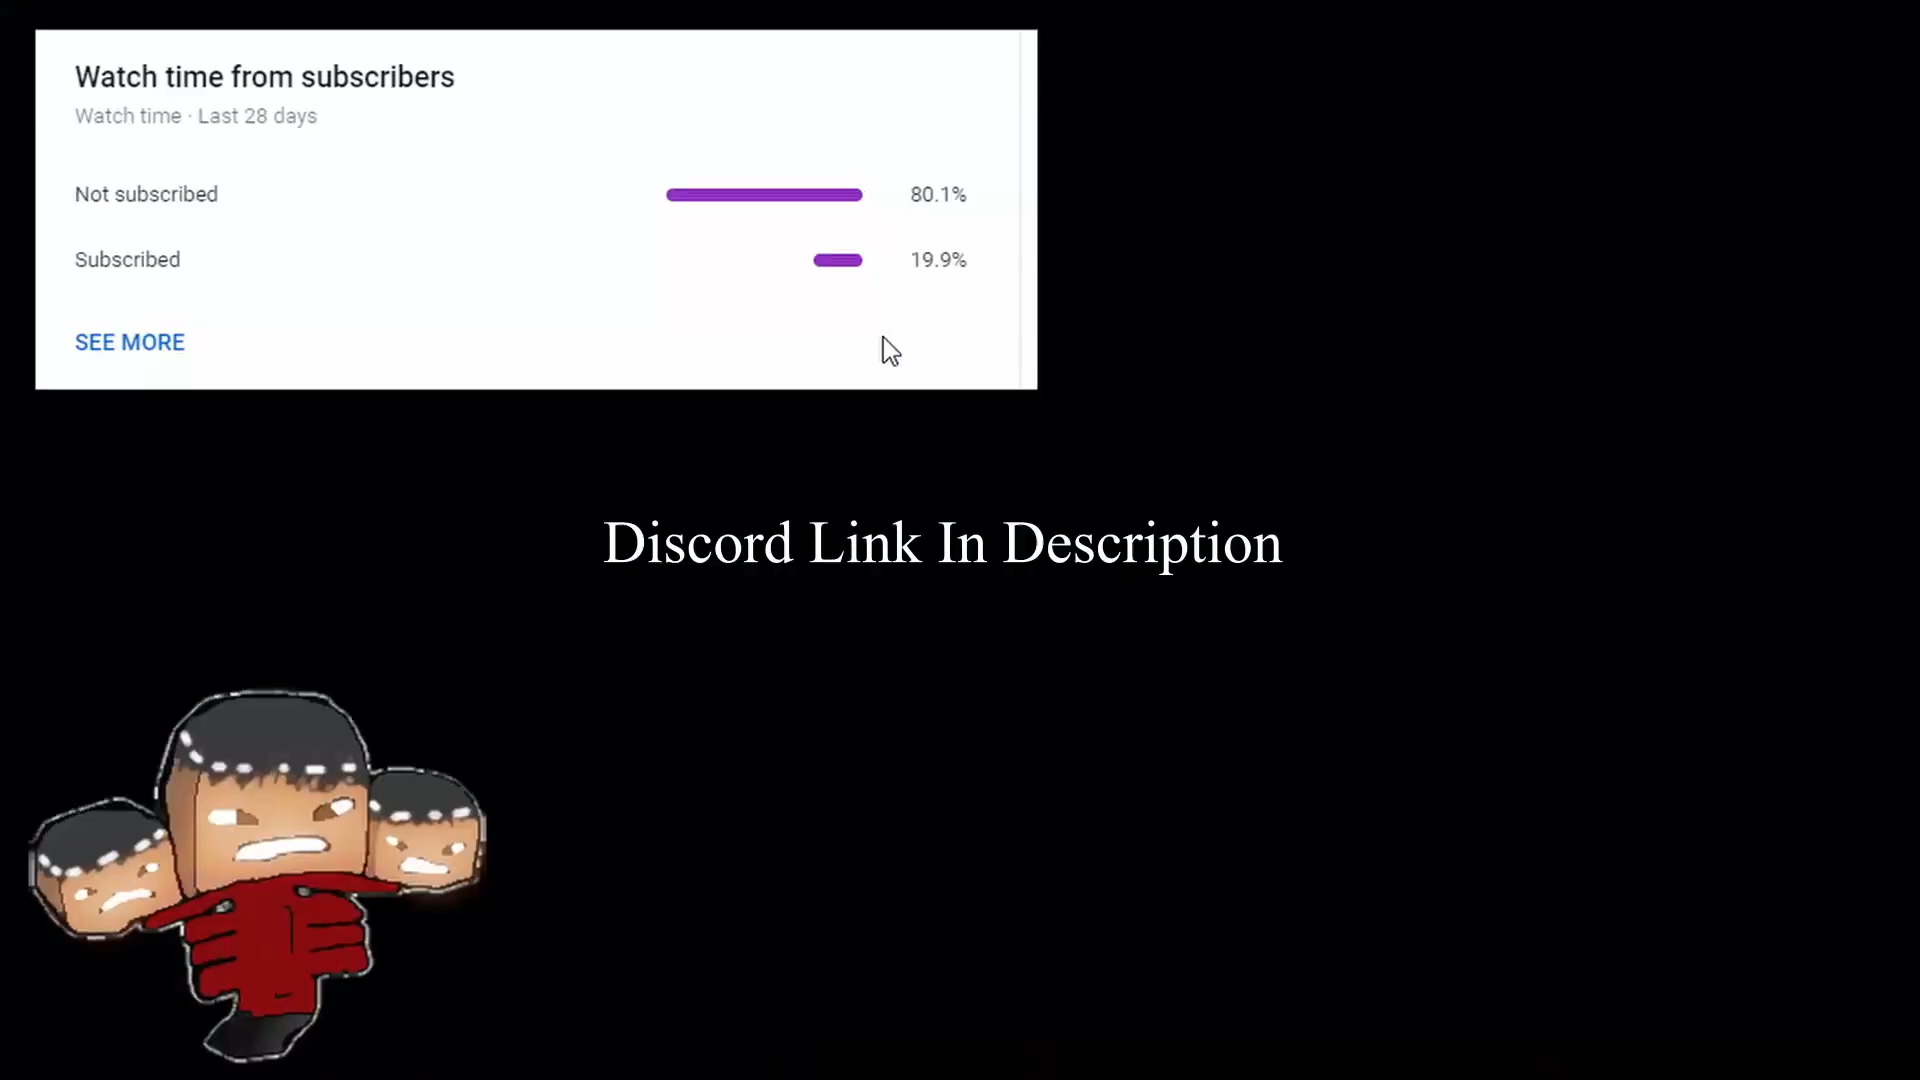 Watch time from subscribers
Watch time · Last 28 days
Not subscribed 80.1%
Subscribed 19.9%
SEE MORE
Discord Link In Description